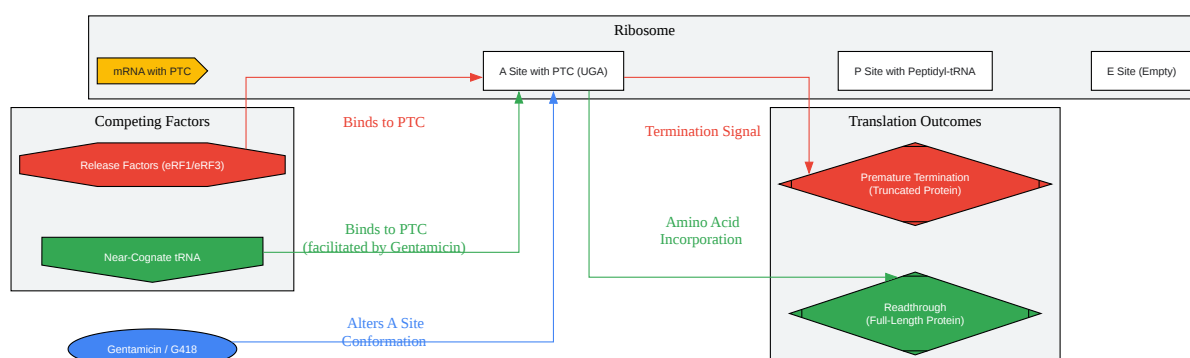 Ribosome
mRNA with PTC
A Site with PTC (UGA)
P Site with Peptidyl-tRNA
E Site (Empty)
Competing Factors
Binds to PTC
Termination Signal
Translation Outcomes
Release Factors (eRF1/eRF3)
Premature Termination
(Truncated Protein)
Binds to PTC
(facilitated by Gentamicin)
Amino Acid
Incorporation
Near-Cognate tRNA
Readthrough
(Full-Length Protein)
Alters A Site
Conformation
Gentamicin / G418